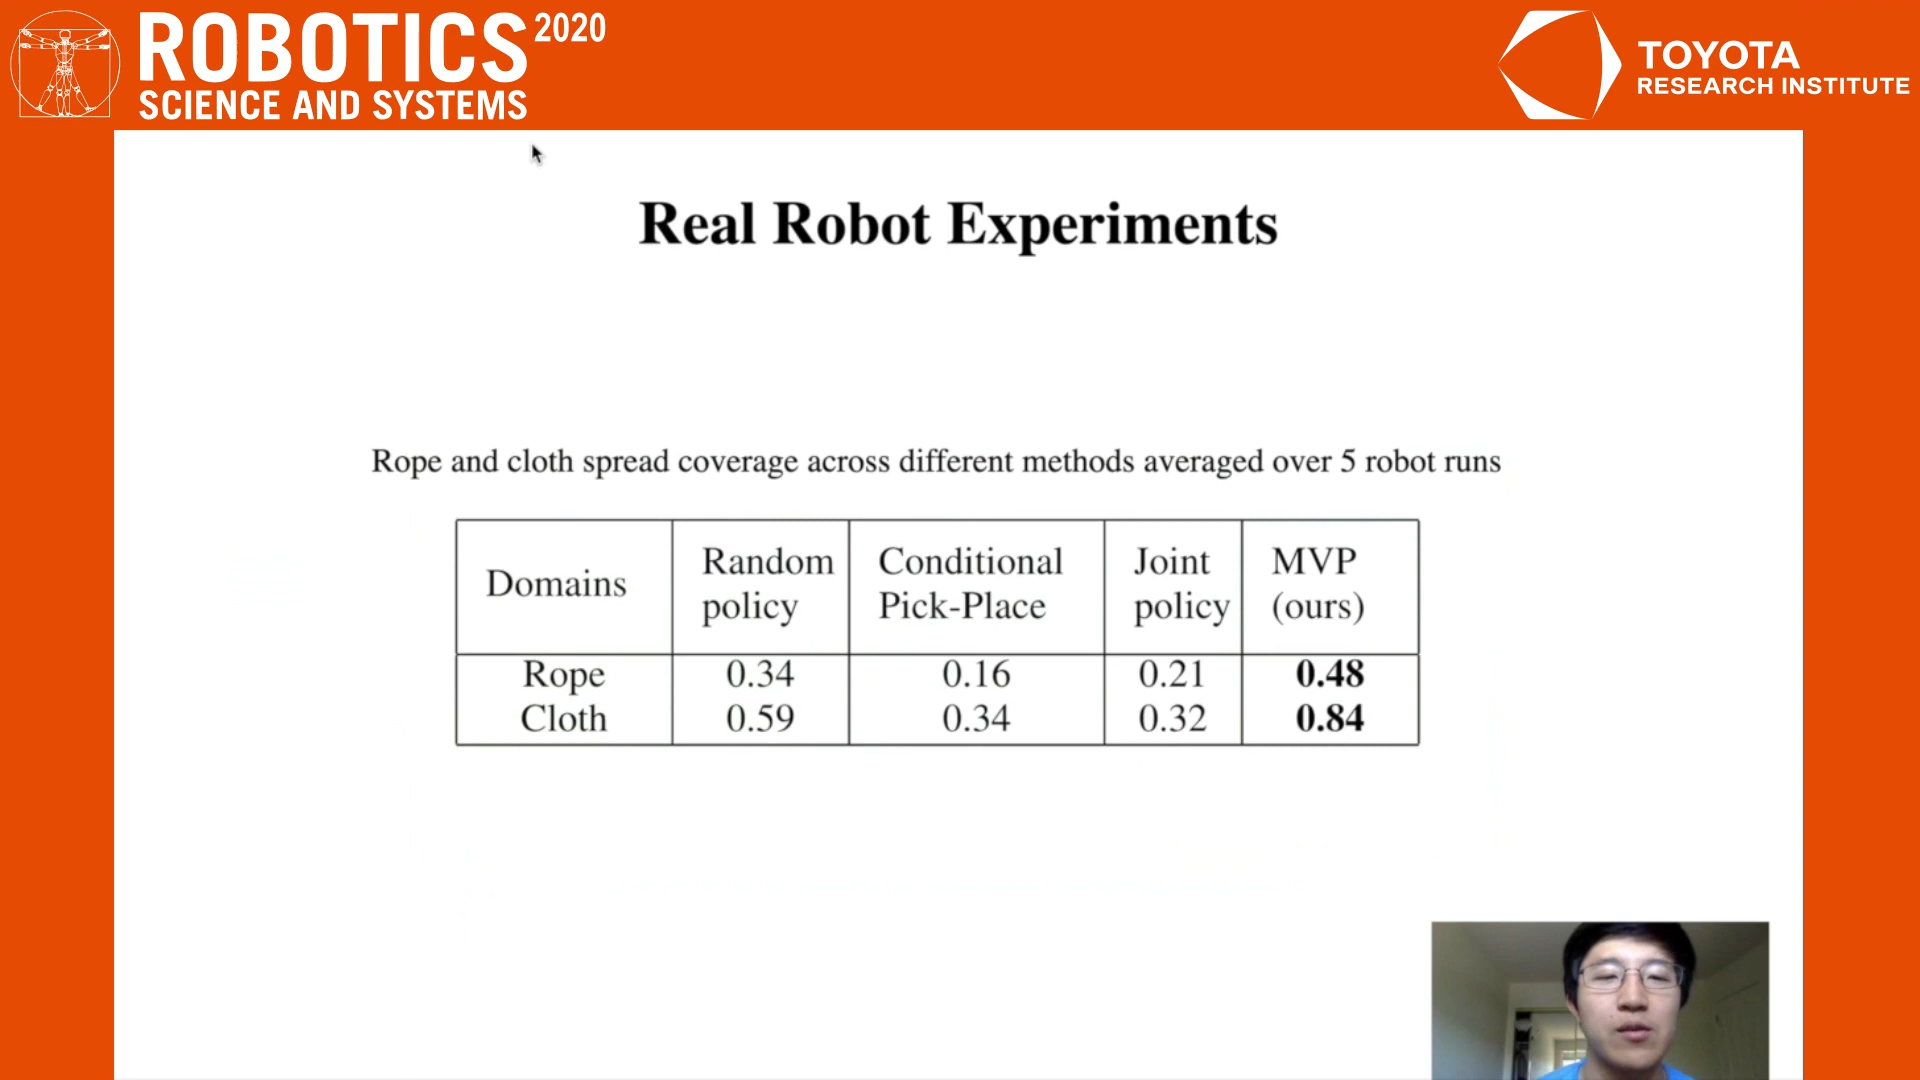 ROBOTICS 2020
SCIENCE AND SYSTEMS
TOYOTA
RESEARCH INSTITUTE
Real Robot Experiments
Rope and cloth spread coverage across different methods averaged over 5 robot runs
Domains Random policy Conditional Pick-Place Joint policy MVP (ours)
Rope 0.34 0.16 0.21 0.48
Cloth 0.59 0.34 0.32 0.84